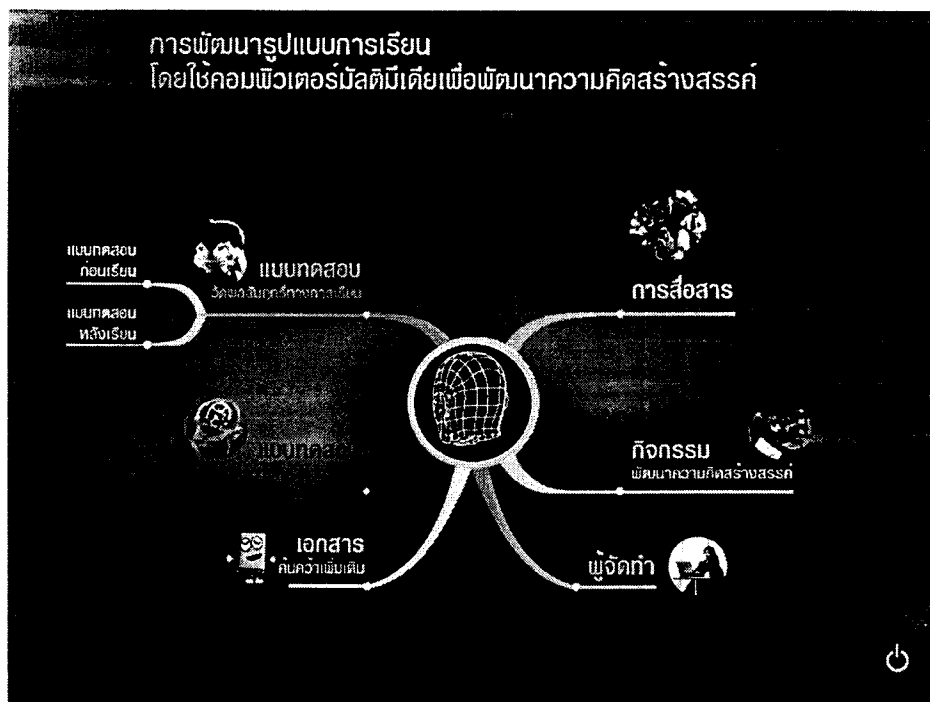 การพัฒนารูปแบบการเรียน
โดยใช้คอมพิวเตอร์มัลติมีเดียเพื่อพัฒนาความคิดสร้างสรรค์
แบบทดสอบ
ก่อนเรียน
แบบทดสอบ
หลังเรียน
แบบทดสอบ
วัดผลสัมฤทธิ์ทางการเรียน
การสื่อสาร
กิจกรรม
พัฒนาความคิดสร้างสรรค์
เอกสาร
ค้นคว้าเพิ่มเติม
ผู้จัดทำ